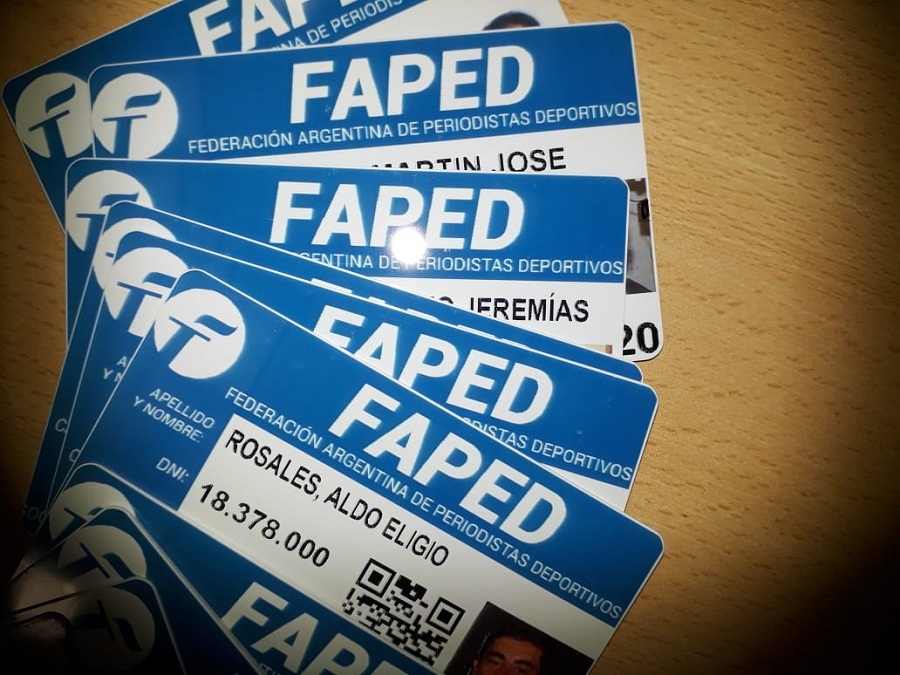 FAPED
FEDERACIÓN ARGENTINA DE PERIODISTAS DEPORTIVOS
MARTIN JOSE
FAPED
DE PERIODISTAS DEPORTIVOS
JEREMÍAS
20
FAPED
DEPORTIVOS
FAPED
FEDERACIÓN ARGENTINA DE PERIODISTAS DEPORTIVOS
APELLIDO
Y NOMBRE:
ROSALES, ALDO ELIGIO
DNI:
18.378.000
FAPED